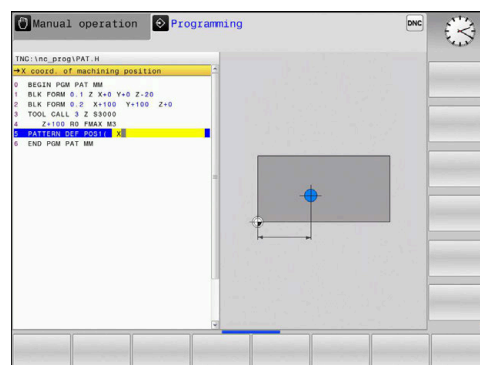 Manual operation
Programming
DNC
TNC:\nc_prog\PAT.H
→X coord. of machining position
0 BEGIN PGM PAT MM
1 BLK FORM 0.1 Z X+0 Y+0 Z-20
2 BLK FORM 0.2 X+100 Y+100 Z+0
3 TOOL CALL 3 Z S3000
4 Z+100 R0 FMAX M3
5 PATTERN DEF POS1( X
6 END PGM PAT MM